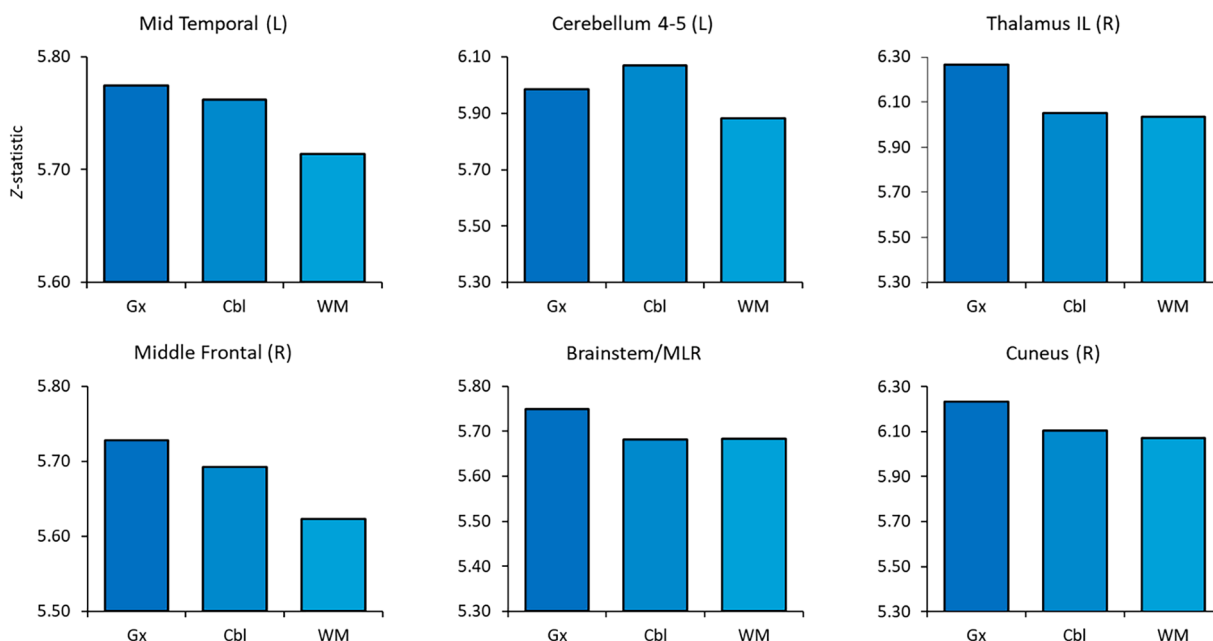 Mid Temporal (L)
Z-statistic
5.80
5.70
5.60
Gx Cbl WM
Cerebellum 4-5 (L)
6.10
5.90
5.70
5.50
5.30
Gx Cbl WM
Thalamus IL (R)
6.30
6.10
5.90
5.70
5.50
5.30
Gx Cbl WM
Middle Frontal (R)
5.80
5.70
5.60
5.50
Gx Cbl WM
Brainstem/MLR
5.80
5.70
5.60
5.50
5.40
5.30
Gx Cbl WM
Cuneus (R)
6.30
6.10
5.90
5.70
5.50
5.30
Gx Cbl WM